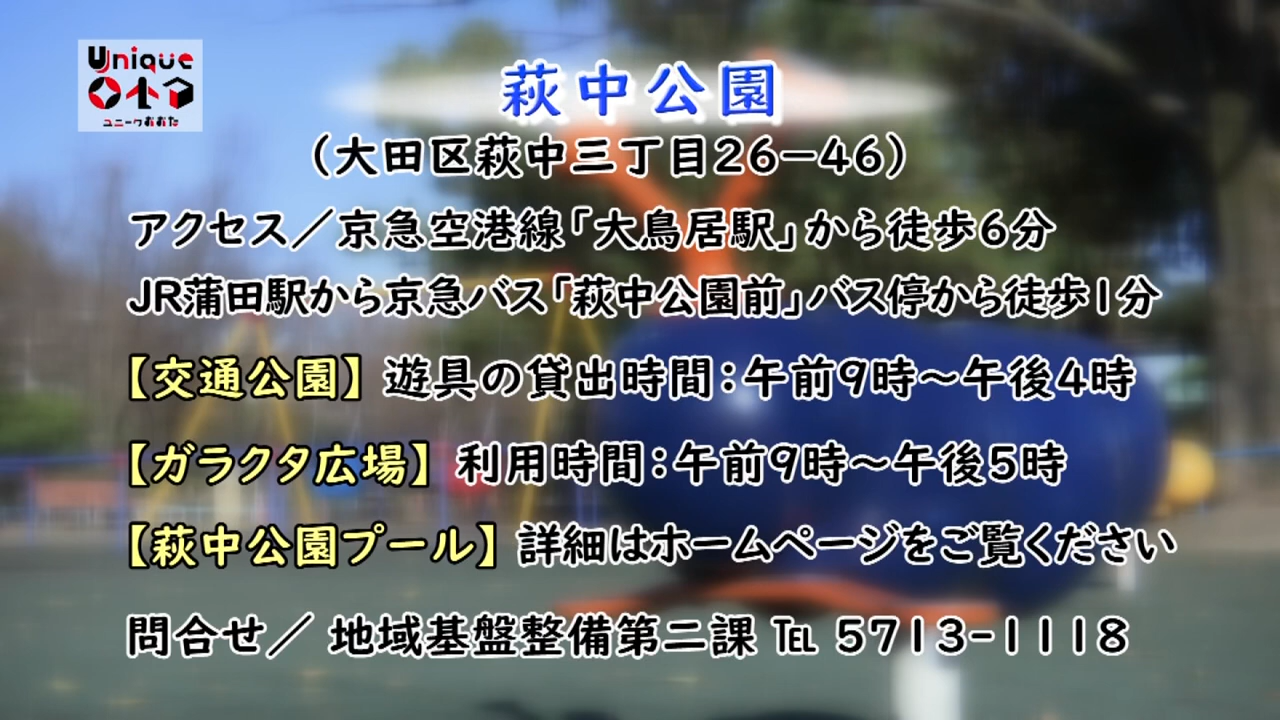 Unique
ユニークおおた
萩中公園
（大田区萩中三丁目26－46）
アクセス／京急空港線「大鳥居駅」から徒歩6分
JR蒲田駅から京急バス「萩中公園前」バス停から徒歩1分
【交通公園】 遊具の貸出時間：午前9時～午後4時
【ガラクタ広場】 利用時間：午前9時～午後5時
【萩中公園プール】 詳細はホームページをご覧ください
問合せ／ 地域基盤整備第二課 ℡ 5713-1118